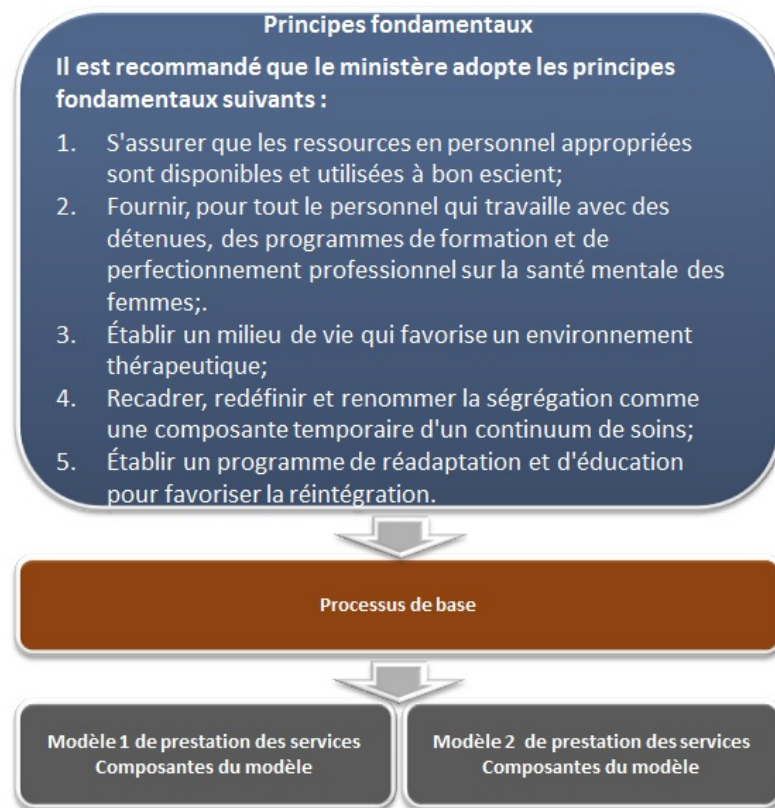 Principes fondamentaux
Il est recommandé que le ministère adopte les principes
fondamentaux suivants :
1. S'assurer que les ressources en personnel appropriées
sont disponibles et utilisées à bon escient;
2. Fournir, pour tout le personnel qui travaille avec des
détenues, des programmes de formation et de
perfectionnement professionnel sur la santé mentale des
femmes;.
3. Établir un milieu de vie qui favorise un environnement
thérapeutique;
4. Recadrer, redéfinir et renommer la ségrégation comme
une composante temporaire d'un continuum de soins;
5. Établir un programme de réadaptation et d'éducation
pour favoriser la réintégration.
Processus de base
Modèle 1 de prestation des services
Composantes du modèle
Modèle 2 de prestation des services
Composantes du modèle